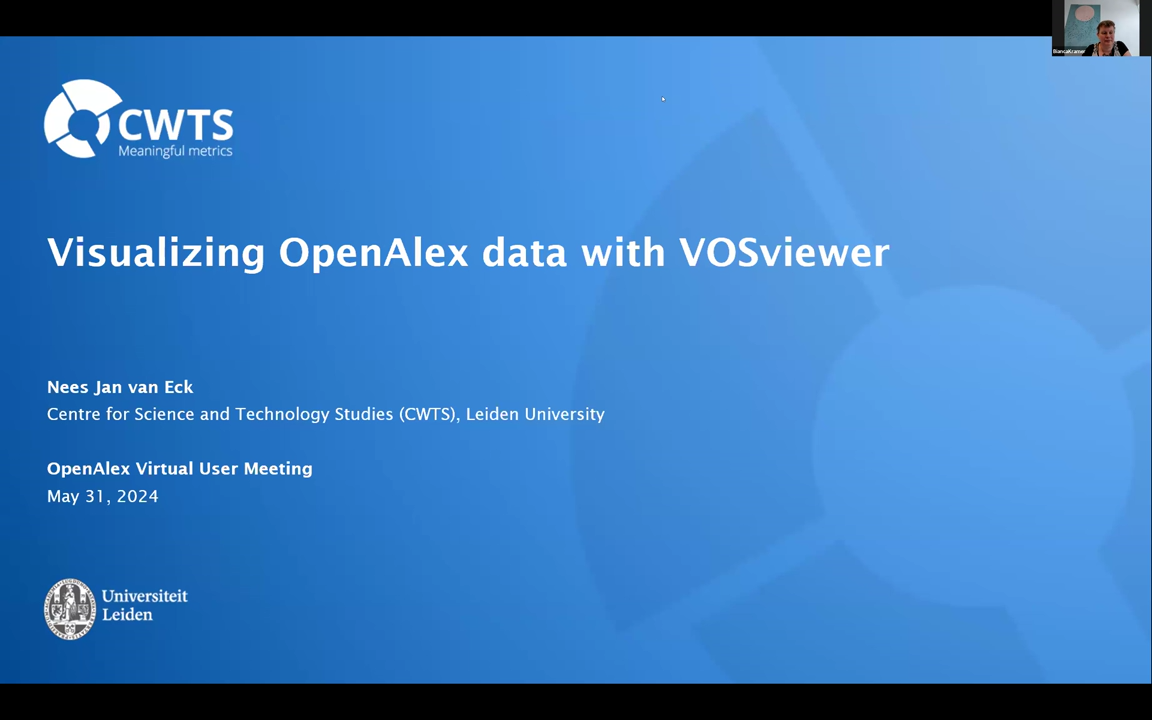 BiancaKramer
CWTS
Meaningful metrics
Visualizing OpenAlex data with VOSviewer
Nees Jan van Eck
Centre for Science and Technology Studies (CWTS), Leiden University
OpenAlex Virtual User Meeting
May 31, 2024
Universiteit
Leiden